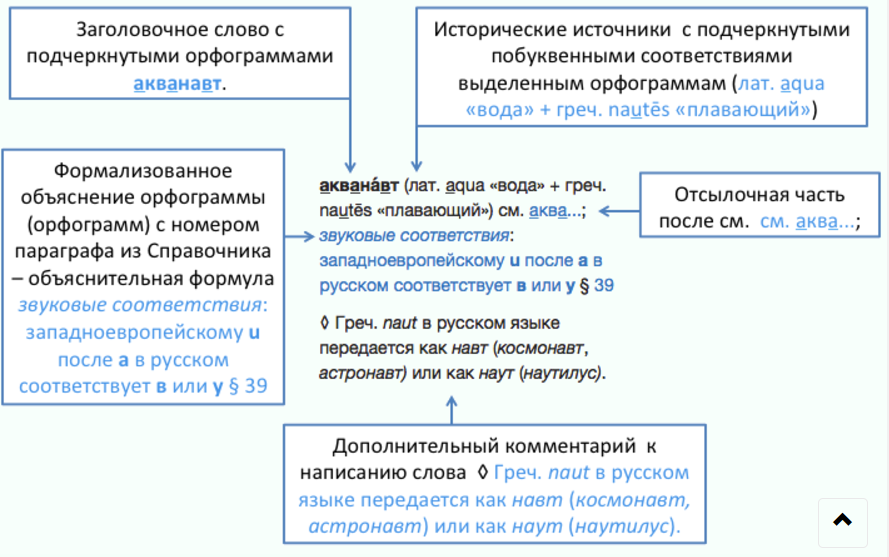 Заголовочное слово с
подчеркнутыми орфограммами
акванавт.
Исторические источники с подчеркнутыми
побуквенными соответствиями
выделенным орфограммам (лат. aqua
«вода» + греч. nautēs «плавающий»)
Формализованное
объяснение орфограммы
(орфограмм) с номером
параграфа из Справочника
– объяснительная формула
звуковые соответствия:
западноевропейскому u
после а в русском
соответствует в или у § 39
акванáвт (лат. aqua «вода» + греч.
nautēs «плавающий») см. аква...;
звуковые соответствия:
западноевропейскому u после а в
русском соответствует в или у § 39
◊ Греч. naut в русском языке
передается как навт (космонавт,
астронавт) или как наут (наутилус).
Отсылочная часть
после см. см. аква...;
Дополнительный комментарий к
написанию слова ◊ Греч. naut в русском
языке передается как навт (космонавт,
астронавт) или как наут (наутилус).